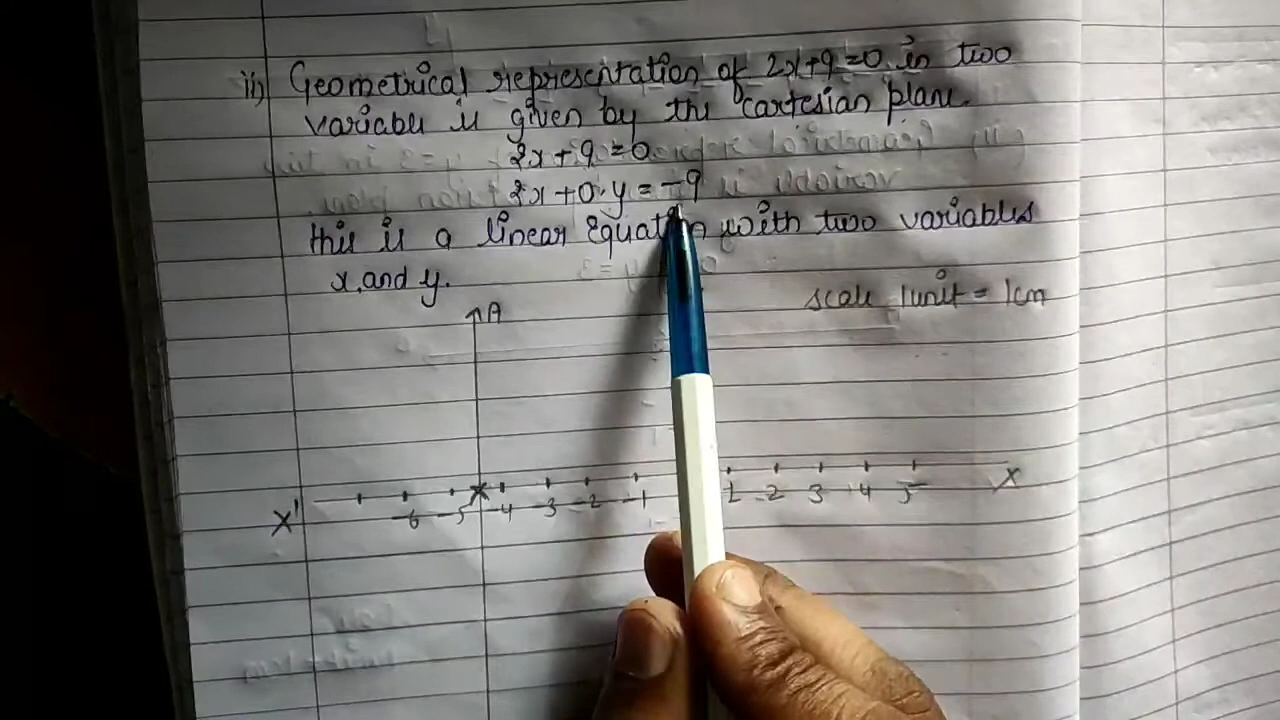 ii) Geometrical representation of 2x+9=0 in two
variable is given by the Cartesian plane.
2x+9=0
2x+0.y=-9
this is a linear Equation with two variables
x, and y.
scale 1unit = 1cm
A
X' -6 -5 -4 -3 -2 -1 1 2 3 4 5 X